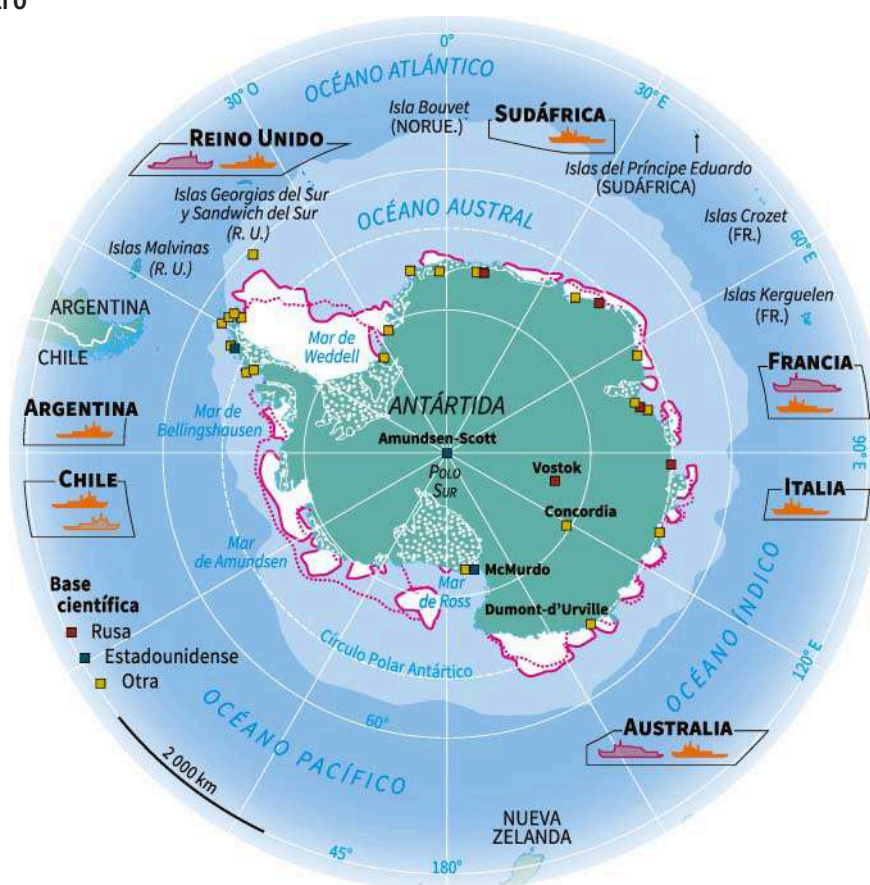 0°
OCÉANO ATLÁNTICO
30° O
30° E
Isla Bouvet
(NORUE.)
SUDÁFRICA
REINO UNIDO
Islas del Príncipe Eduardo
(SUDÁFRICA)
Islas Georgias del Sur
y Sandwich del Sur
(R. U.)
OCÉANO AUSTRAL
Islas Crozet
(FR.)
60° E
Islas Malvinas
(R. U.)
Islas Kerguelen
(FR.)
ARGENTINA
CHILE
Mar de
Weddell
FRANCIA
ARGENTINA
Mar de
Bellingshausen
ANTÁRTIDA
Amundsen-Scott
POLO
SUR
90° E
CHILE
Vostok
ITALIA
Concordia
Mar
de Amundsen
McMurdo
Mar
de Ross
Dumont-d'Urville
Base
científica
Rusa
Estadounidense
Otra
Círculo Polar Antártico
OCÉANO ÍNDICO
120° E
60°
OCÉANO PACÍFICO
AUSTRALIA
2 000 km
NUEVA
ZELANDA
45°
180°